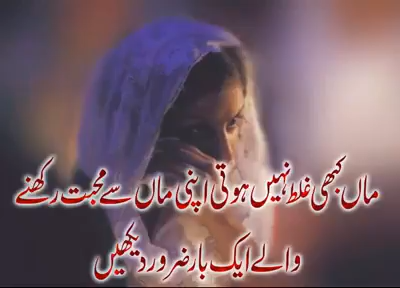 ماں کبھی غلط نہیں ہوتی اپنی ماں سے محبت رکھنے
والے ایک بار ضرور دیکھیں